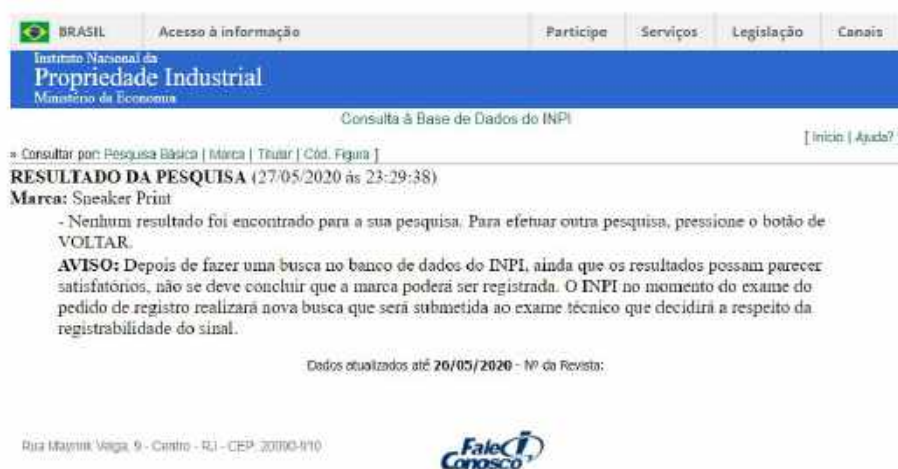 BRASIL Acesso à informação Participe Serviços Legislação Canais
Instituto Nacional da
Propriedade Industrial
Ministério da Economia
Consulta à Base de Dados do INPI
[ Início | Ajuda?
» Consultar por: Pesquisa Básica | Marca | Titular | Cód. Figura ]
RESULTADO DA PESQUISA (27/05/2020 às 23:29:38)
Marca: Sneaker Print
- Nenhum resultado foi encontrado para a sua pesquisa. Para efetuar outra pesquisa, pressione o botão de
VOLTAR.
AVISO: Depois de fazer uma busca no banco de dados do INPI, ainda que os resultados possam parecer
satisfatórios, não se deve concluir que a marca poderá ser registrada. O INPI no momento do exame do
pedido de registro realizará nova busca que será submetida ao exame técnico que decidirá a respeito da
registrabilidade do sinal.
Dados atualizados até 26/05/2020 - Nº da Revista:
Rua Mayrink Veiga, 9 - Centro - RJ - CEP: 20090-910
Fale
Conosco